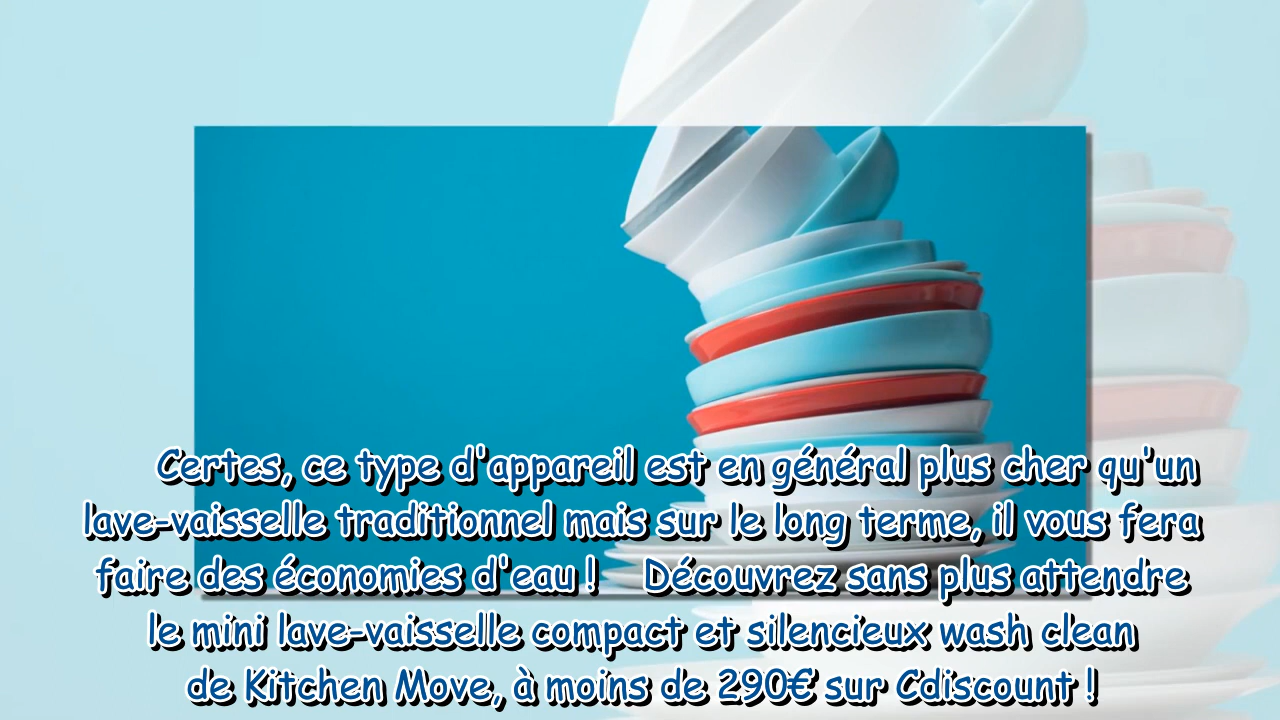 Certes, ce type d'appareil est en général plus cher qu'un
lave-vaisselle traditionnel mais sur le long terme, il vous fera
faire des économies d'eau ! Découvrez sans plus attendre
le mini lave-vaisselle compact et silencieux wash clean
de Kitchen Move, à moins de 290€ sur Cdiscount !